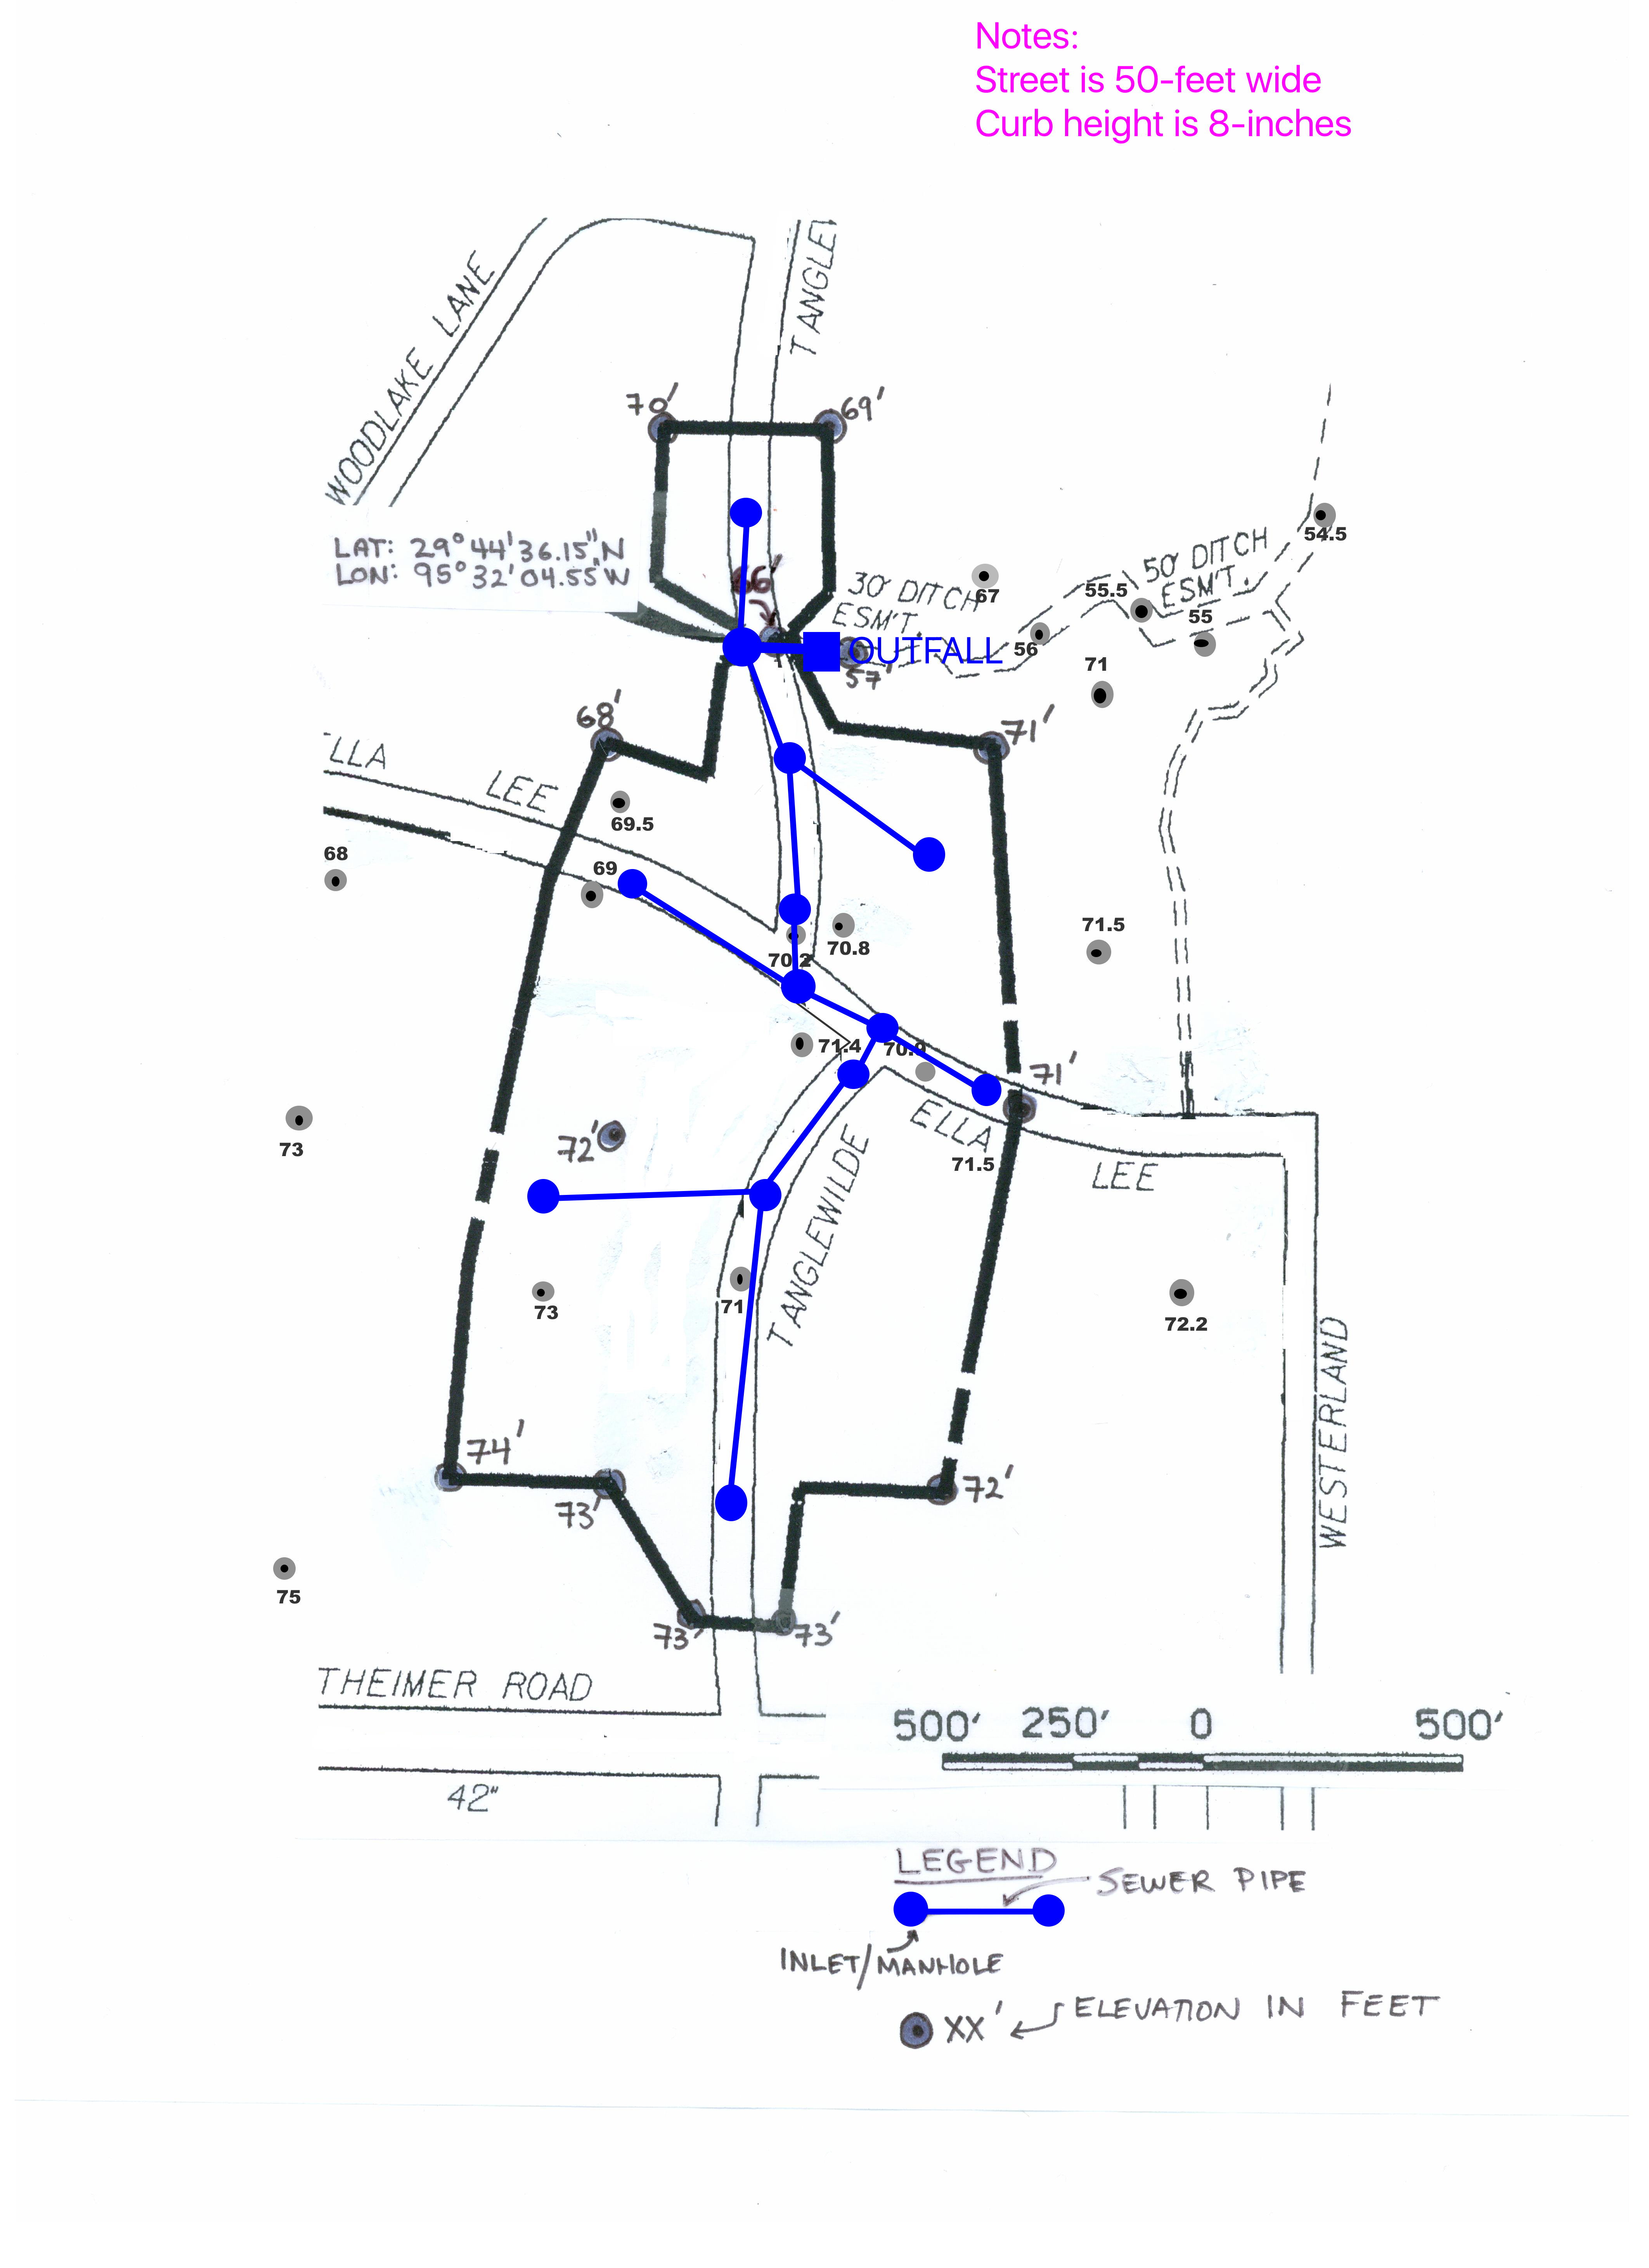 Notes:
Street is 50-feet wide
Curb height is 8-inches
WOODLAKE LANE
70'
69'
LAT: 29°44'36.15"N
LON: 95°32'04.55"W
66'
30' DITCH
ESM'T.
67
55.5
50' DITCH
ESM'T.
54.5
55
56
OUTFALL
57'
71
68'
71'
LLA
LEE
69.5
68
69
70.8
71.5
70.2
71.4
71'
ELLA
71.5
LEE
73
72'
TANGLEWILDE
73
71
72.2
WESTERLAND
74'
73'
72'
75
73'
73'
THEIMER ROAD
500' 250' 0 500'
42"
LEGEND
SEWER PIPE
INLET/MANHOLE
XX' ELEVATION IN FEET